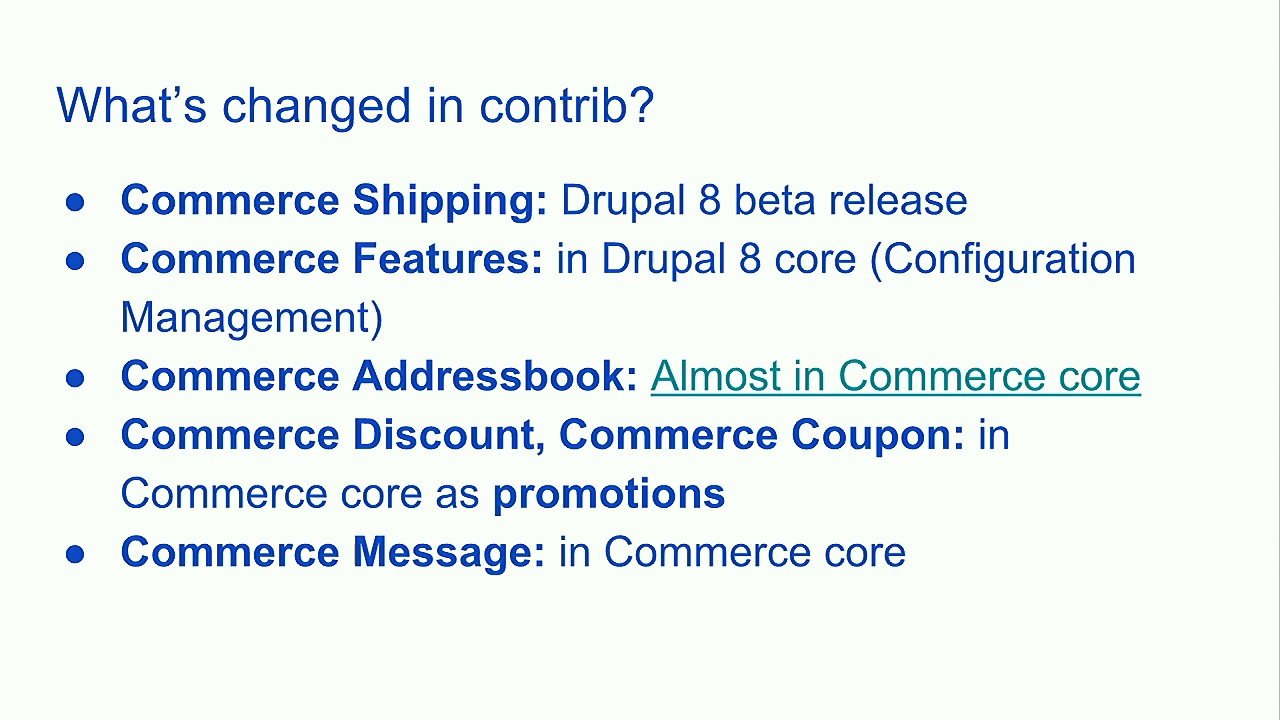 What’s changed in contrib?
● Commerce Shipping: Drupal 8 beta release
● Commerce Features: in Drupal 8 core (Configuration
Management)
● Commerce Addressbook: Almost in Commerce core
● Commerce Discount, Commerce Coupon: in
Commerce core as promotions
● Commerce Message: in Commerce core